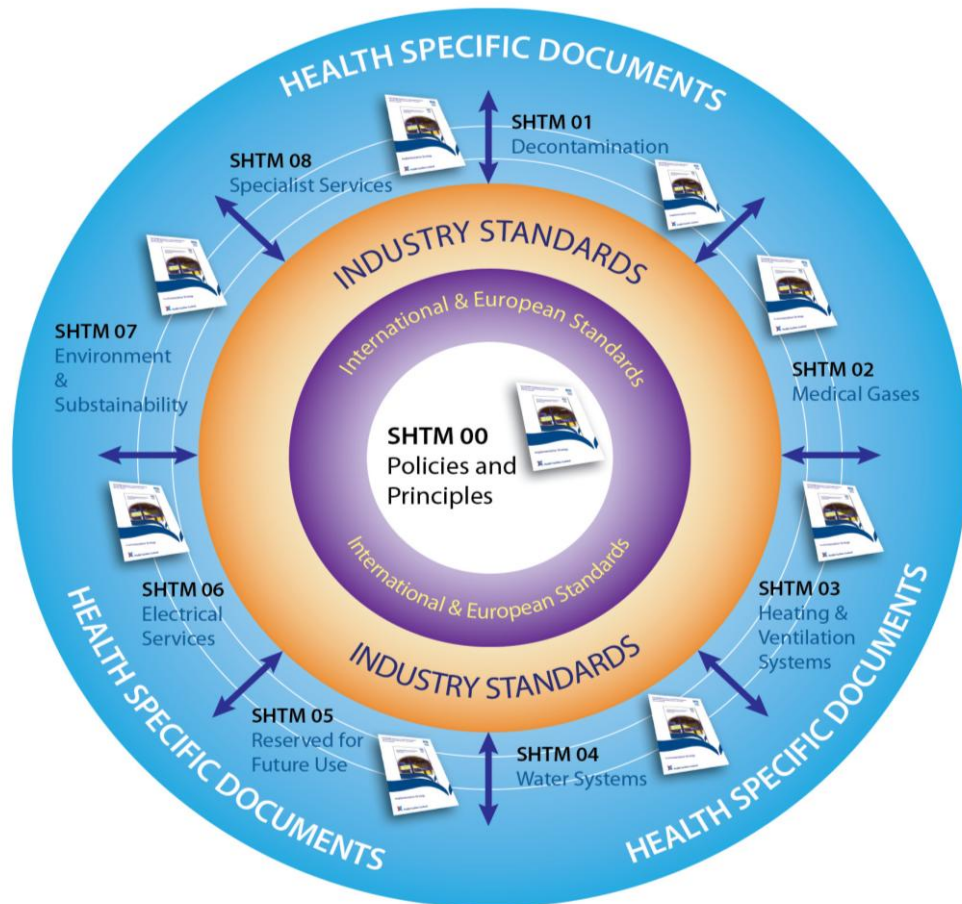 HEALTH SPECIFIC DOCUMENTS
SHTM 01
Decontamination
SHTM 08
Specialist Services
INDUSTRY STANDARDS
SHTM 07
Environment
&
Substainability
International & European Standards
SHTM 02
Medical Gases
SHTM 00
Policies and
Principles
International & European Standards
SHTM 06
Electrical
Services
SHTM 03
Heating &
Ventilation
Systems
INDUSTRY STANDARDS
SHTM 05
Reserved for
Future Use
SHTM 04
Water Systems
HEALTH SPECIFIC DOCUMENTS
HEALTH SPECIFIC DOCUMENTS